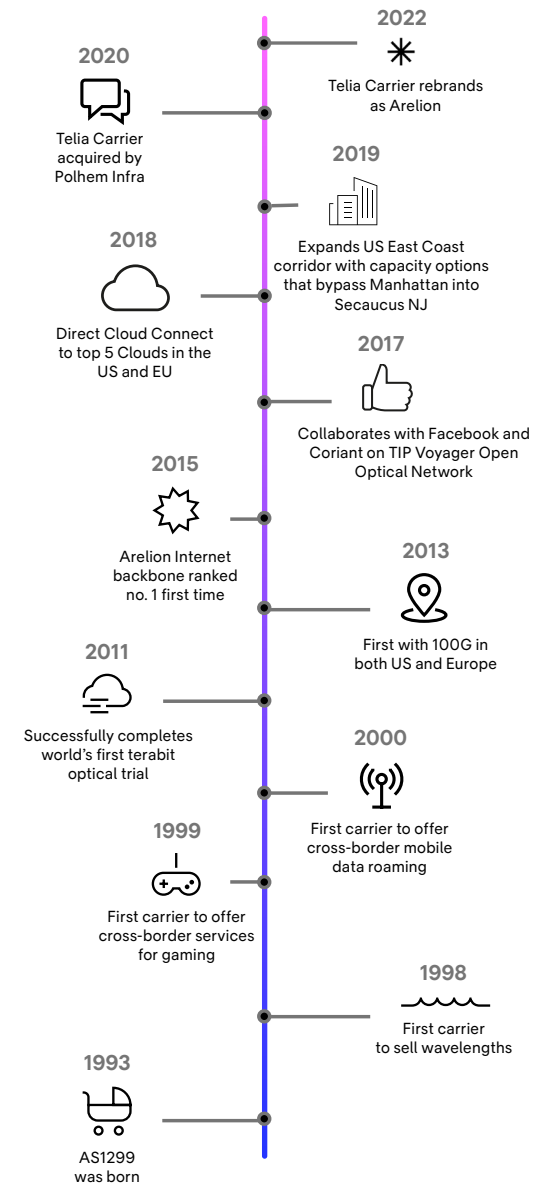 2022
Telia Carrier rebrands
as Arelion
2020
Telia Carrier
acquired by
Polhem Infra
2019
Expands US East Coast
corridor with capacity options
that bypass Manhattan into
Secaucus NJ
2018
Direct Cloud Connect
to top 5 Clouds in the
US and EU
2017
Collaborates with Facebook and
Coriant on TIP Voyager Open
Optical Network
2015
Arelion Internet
backbone ranked
no. 1 first time
2013
First with 100G in
both US and Europe
2011
Successfully completes
world's first terabit
optical trial
2000
First carrier to offer
cross-border mobile
data roaming
1999
First carrier to offer
cross-border services
for gaming
1998
First carrier
to sell wavelengths
1993
AS1299
was born